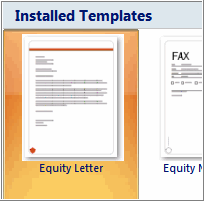 Installed Templates
FAX
Equity Letter
Equity